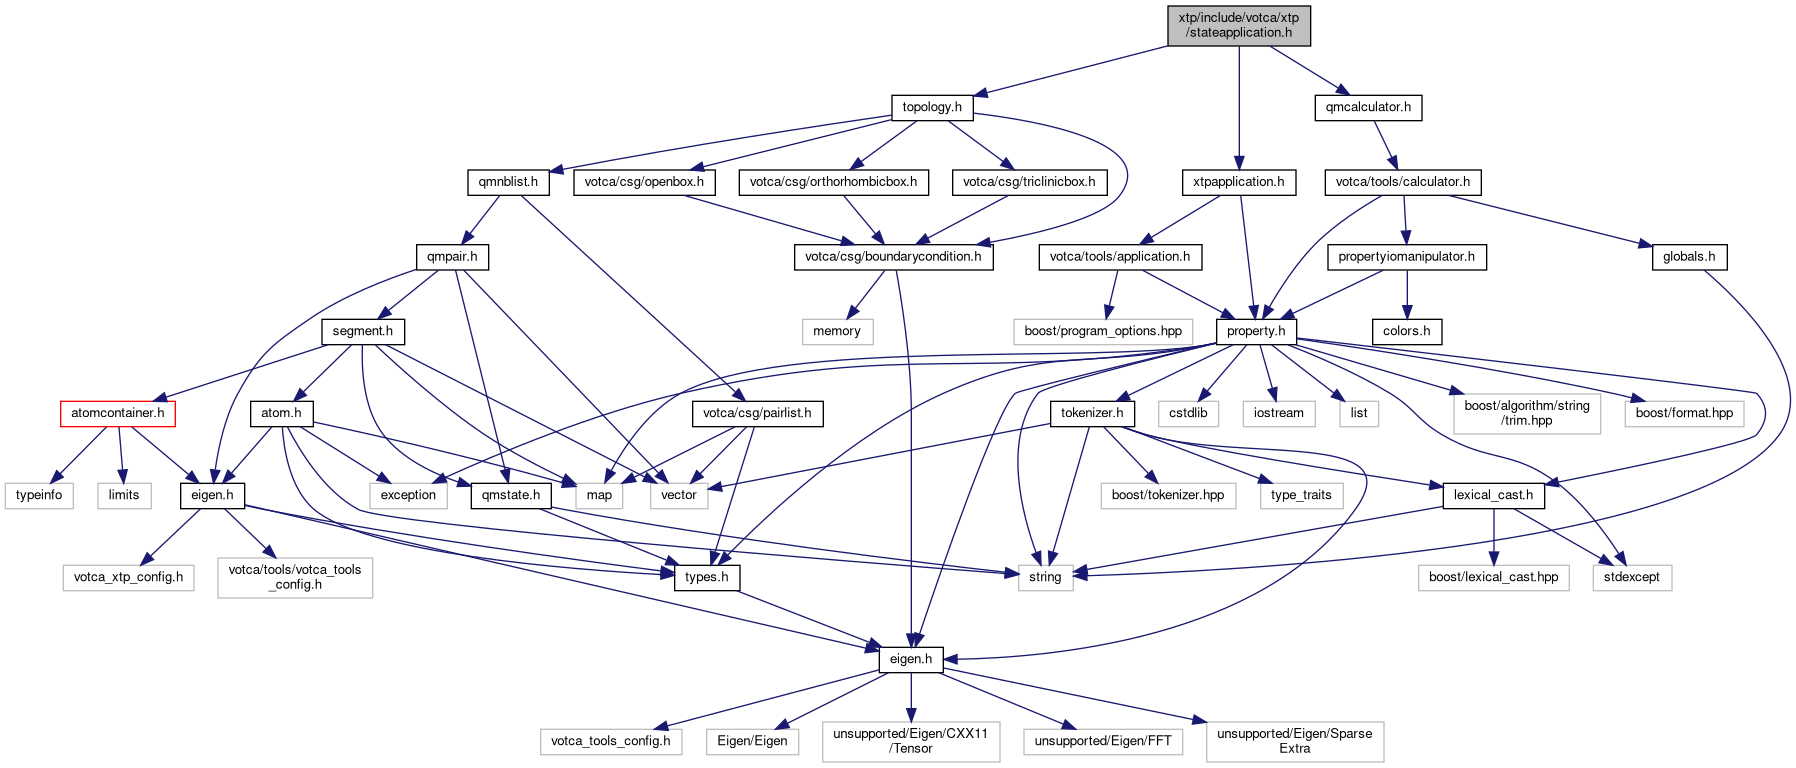 xtp/include/votca/xtp
/stateapplication.h
topology.h
qmcalculator.h
qmnblist.h
votca/csg/openbox.h
votca/csg/orthorhombicbox.h
votca/csg/triclinicbox.h
xtpapplication.h
votca/tools/calculator.h
qmpair.h
votca/csg/boundarycondition.h
votca/tools/application.h
propertyiomanipulator.h
globals.h
segment.h
memory
boost/program_options.hpp
property.h
colors.h
atomcontainer.h
atom.h
votca/csg/pairlist.h
tokenizer.h
cstdlib
iostream
list
boost/algorithm/string
/trim.hpp
boost/format.hpp
typeinfo
limits
eigen.h
exception
qmstate.h
map
vector
boost/tokenizer.hpp
type_traits
lexical_cast.h
votca_xtp_config.h
votca/tools/votca_tools
_config.h
types.h
string
boost/lexical_cast.hpp
stdexcept
eigen.h
votca_tools_config.h
Eigen/Eigen
unsupported/Eigen/CXX11
/Tensor
unsupported/Eigen/FFT
unsupported/Eigen/Sparse
Extra